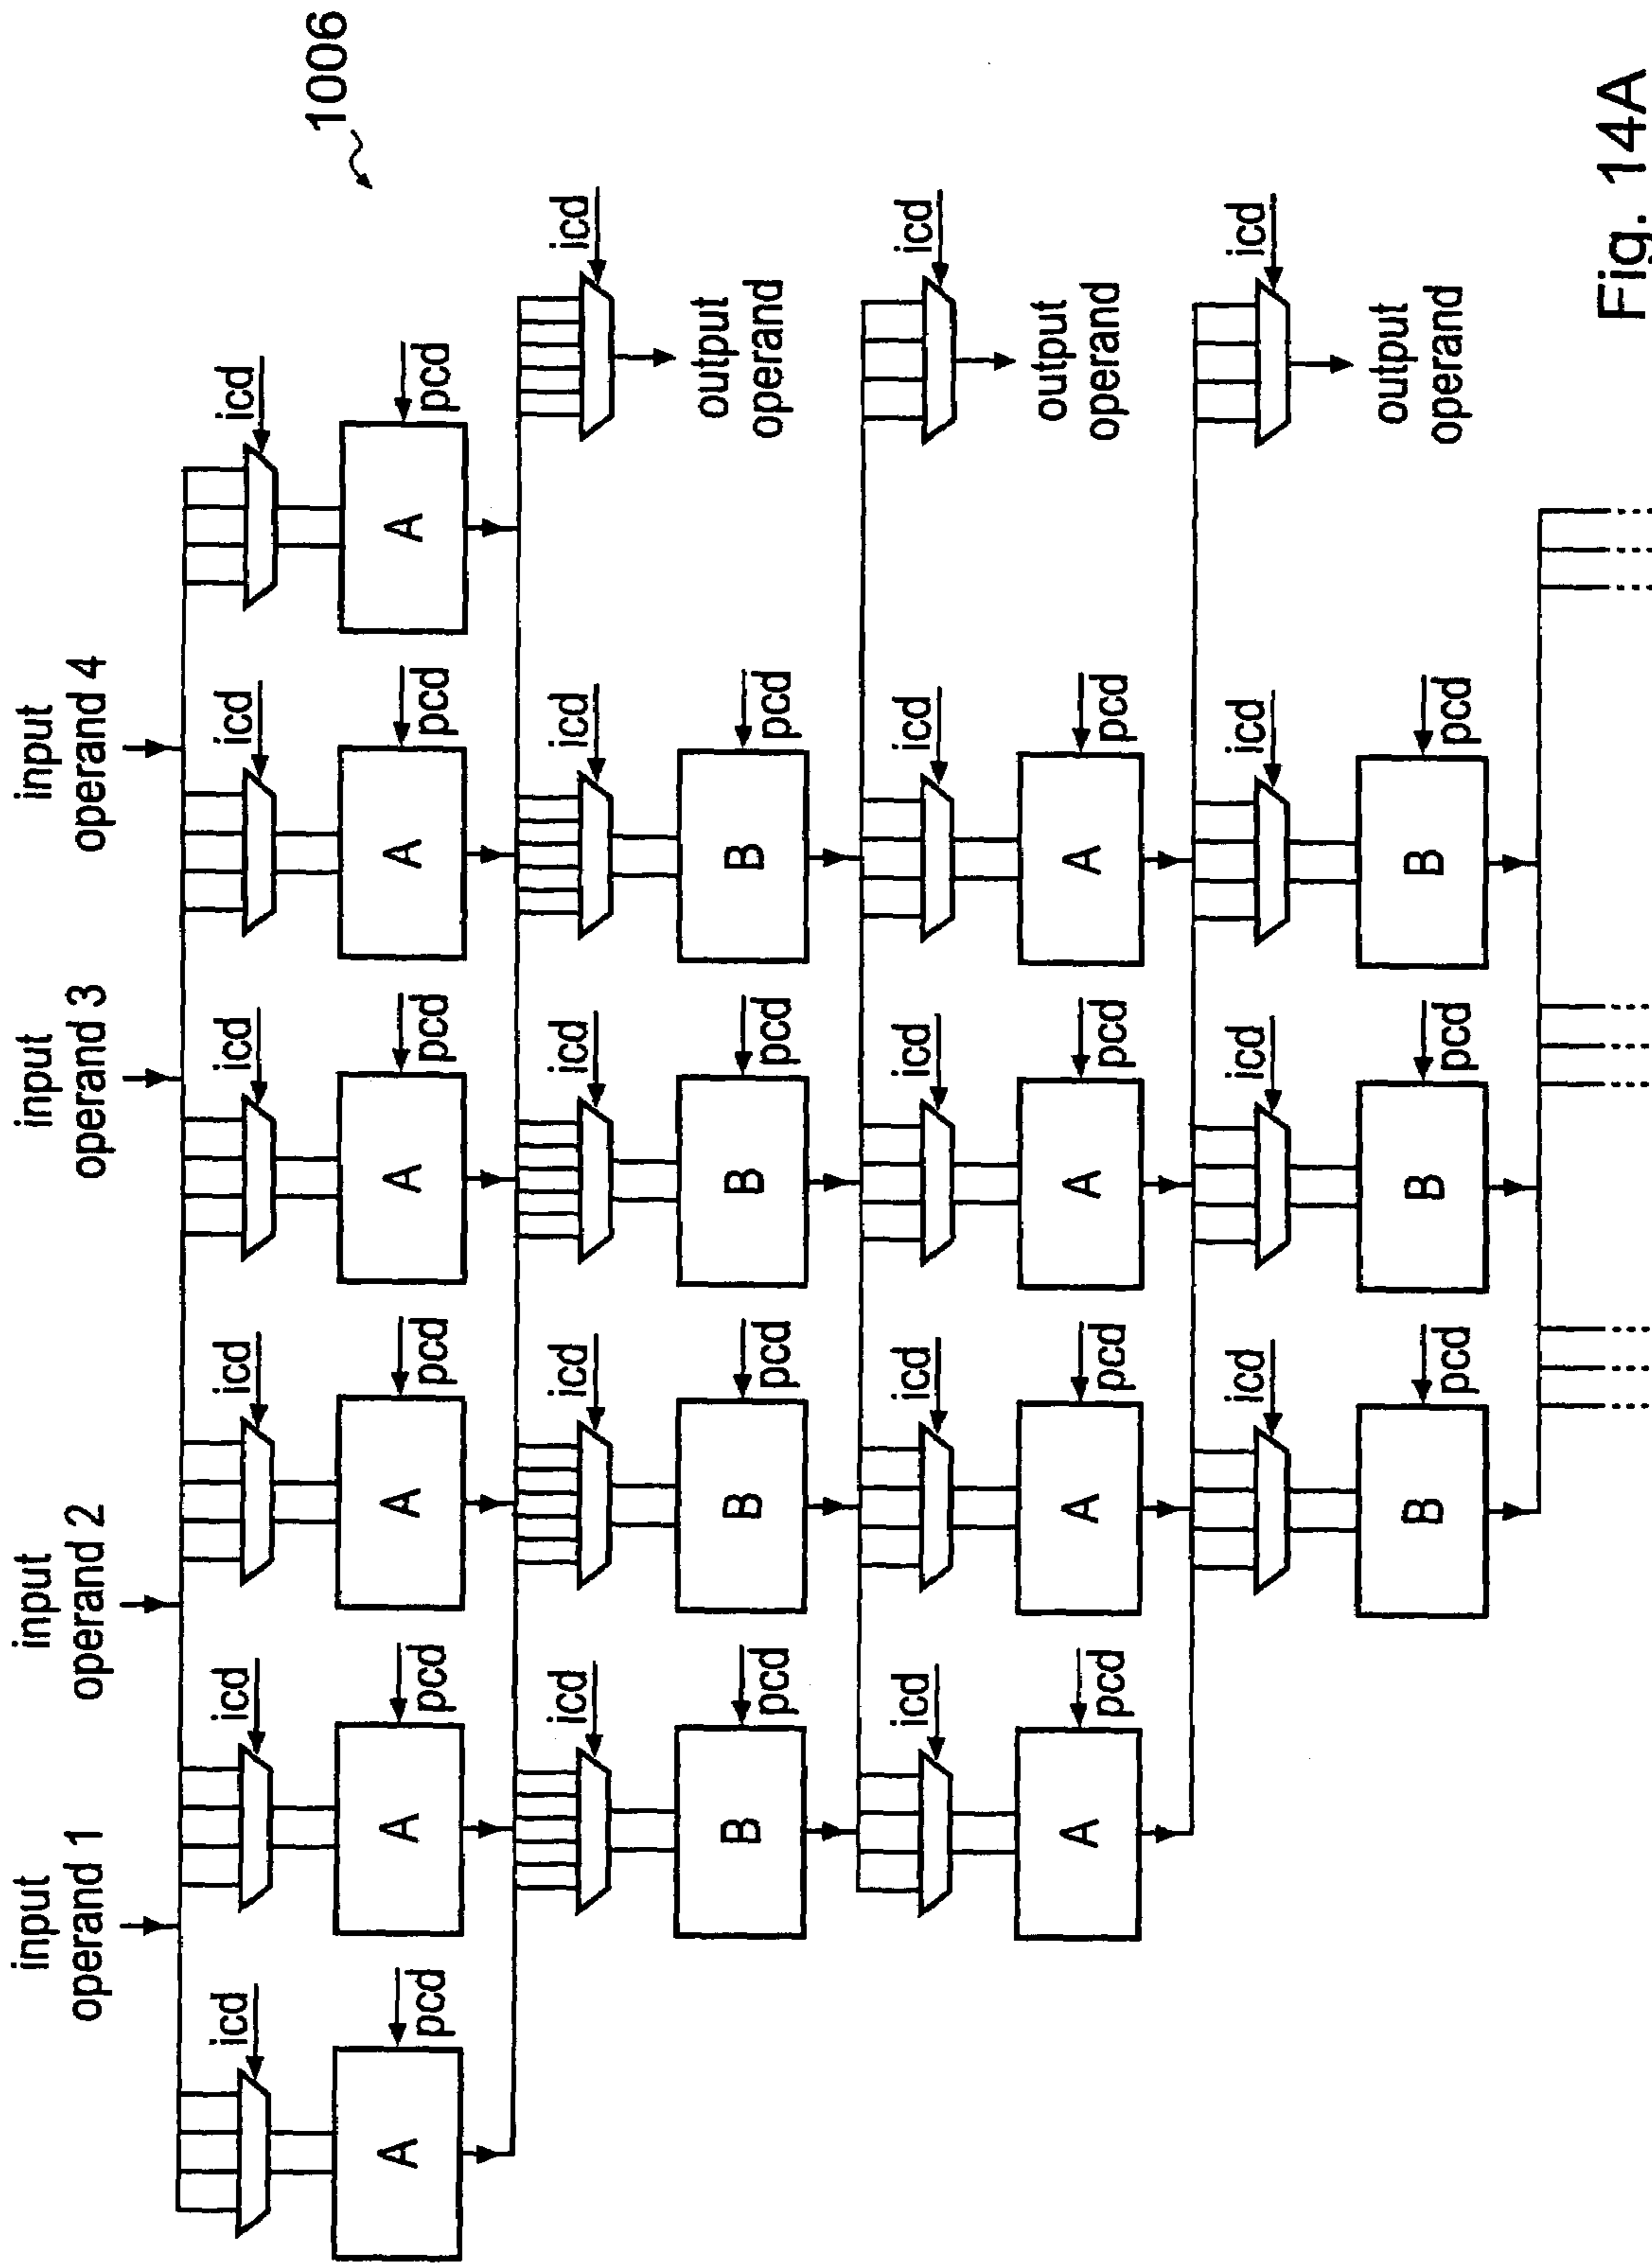 input
operand 1
input
operand 2
input
operand 3
input
operand 4
1006
icd
icd
icd
icd
icd
icd
A
pcd
A
pcd
A
pcd
A
pcd
A
pcd
A
pcd
icd
icd
icd
icd
icd
B
pcd
B
pcd
B
pcd
B
pcd
output
operand
icd
icd
icd
icd
icd
A
pcd
A
pcd
A
pcd
A
pcd
output
operand
icd
icd
icd
icd
B
pcd
B
pcd
B
pcd
output
operand
Fig. 14A